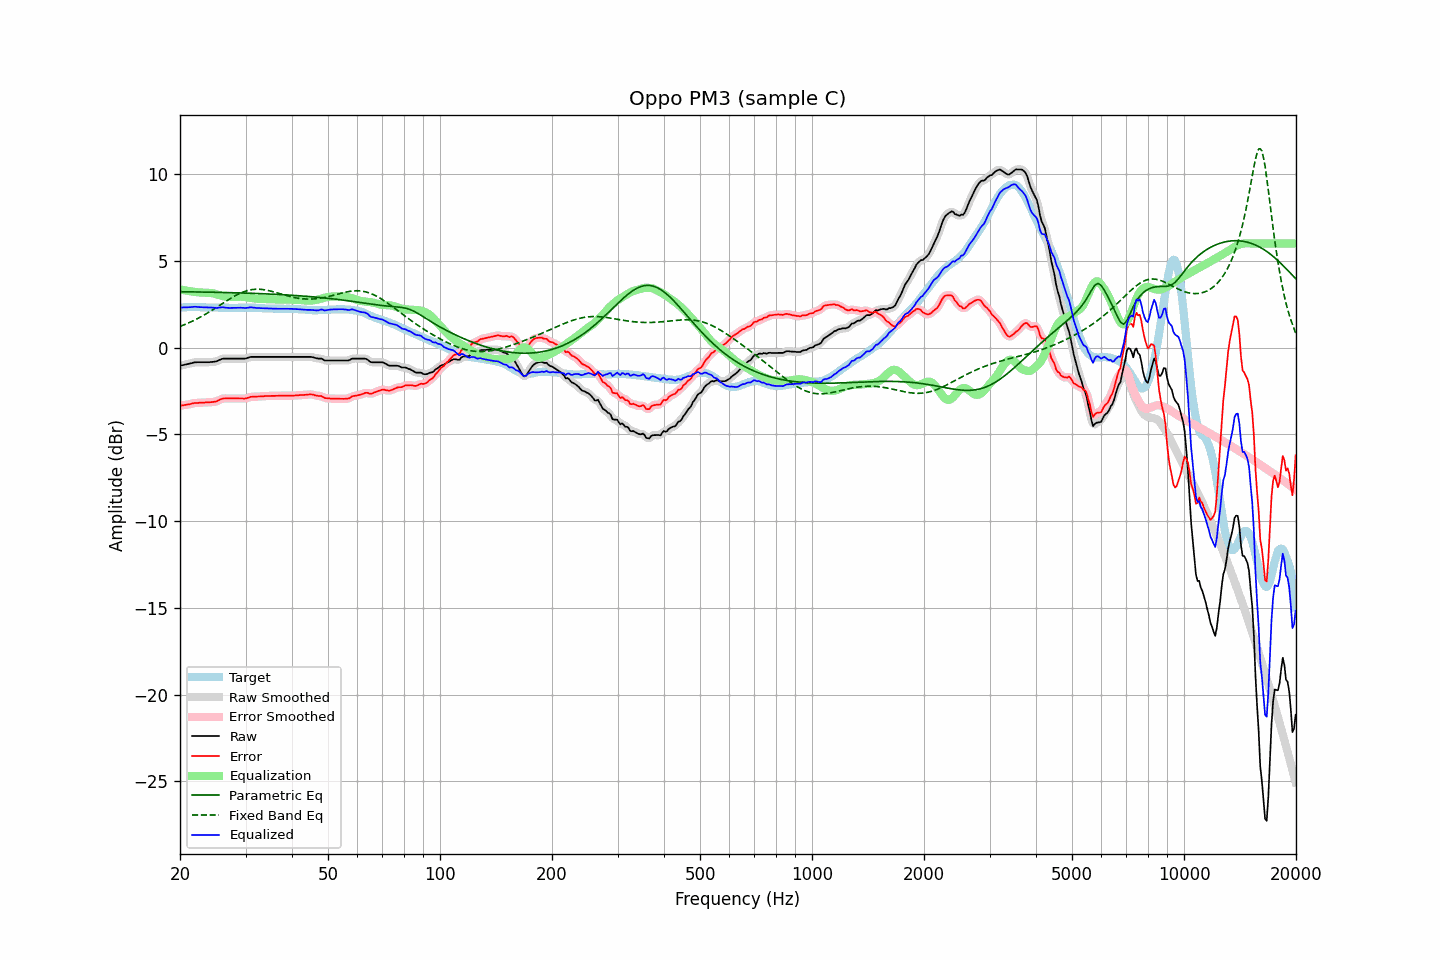 Oppo PM3 (sample C)
Amplitude (dBr)
10
5
0
−5
−10
−15
−20
−25
Target
Raw Smoothed
Error Smoothed
Raw
Error
Equalization
Parametric Eq
Fixed Band Eq
Equalized
20 50 100 200 500 1000 2000 5000 10000 20000
Frequency (Hz)